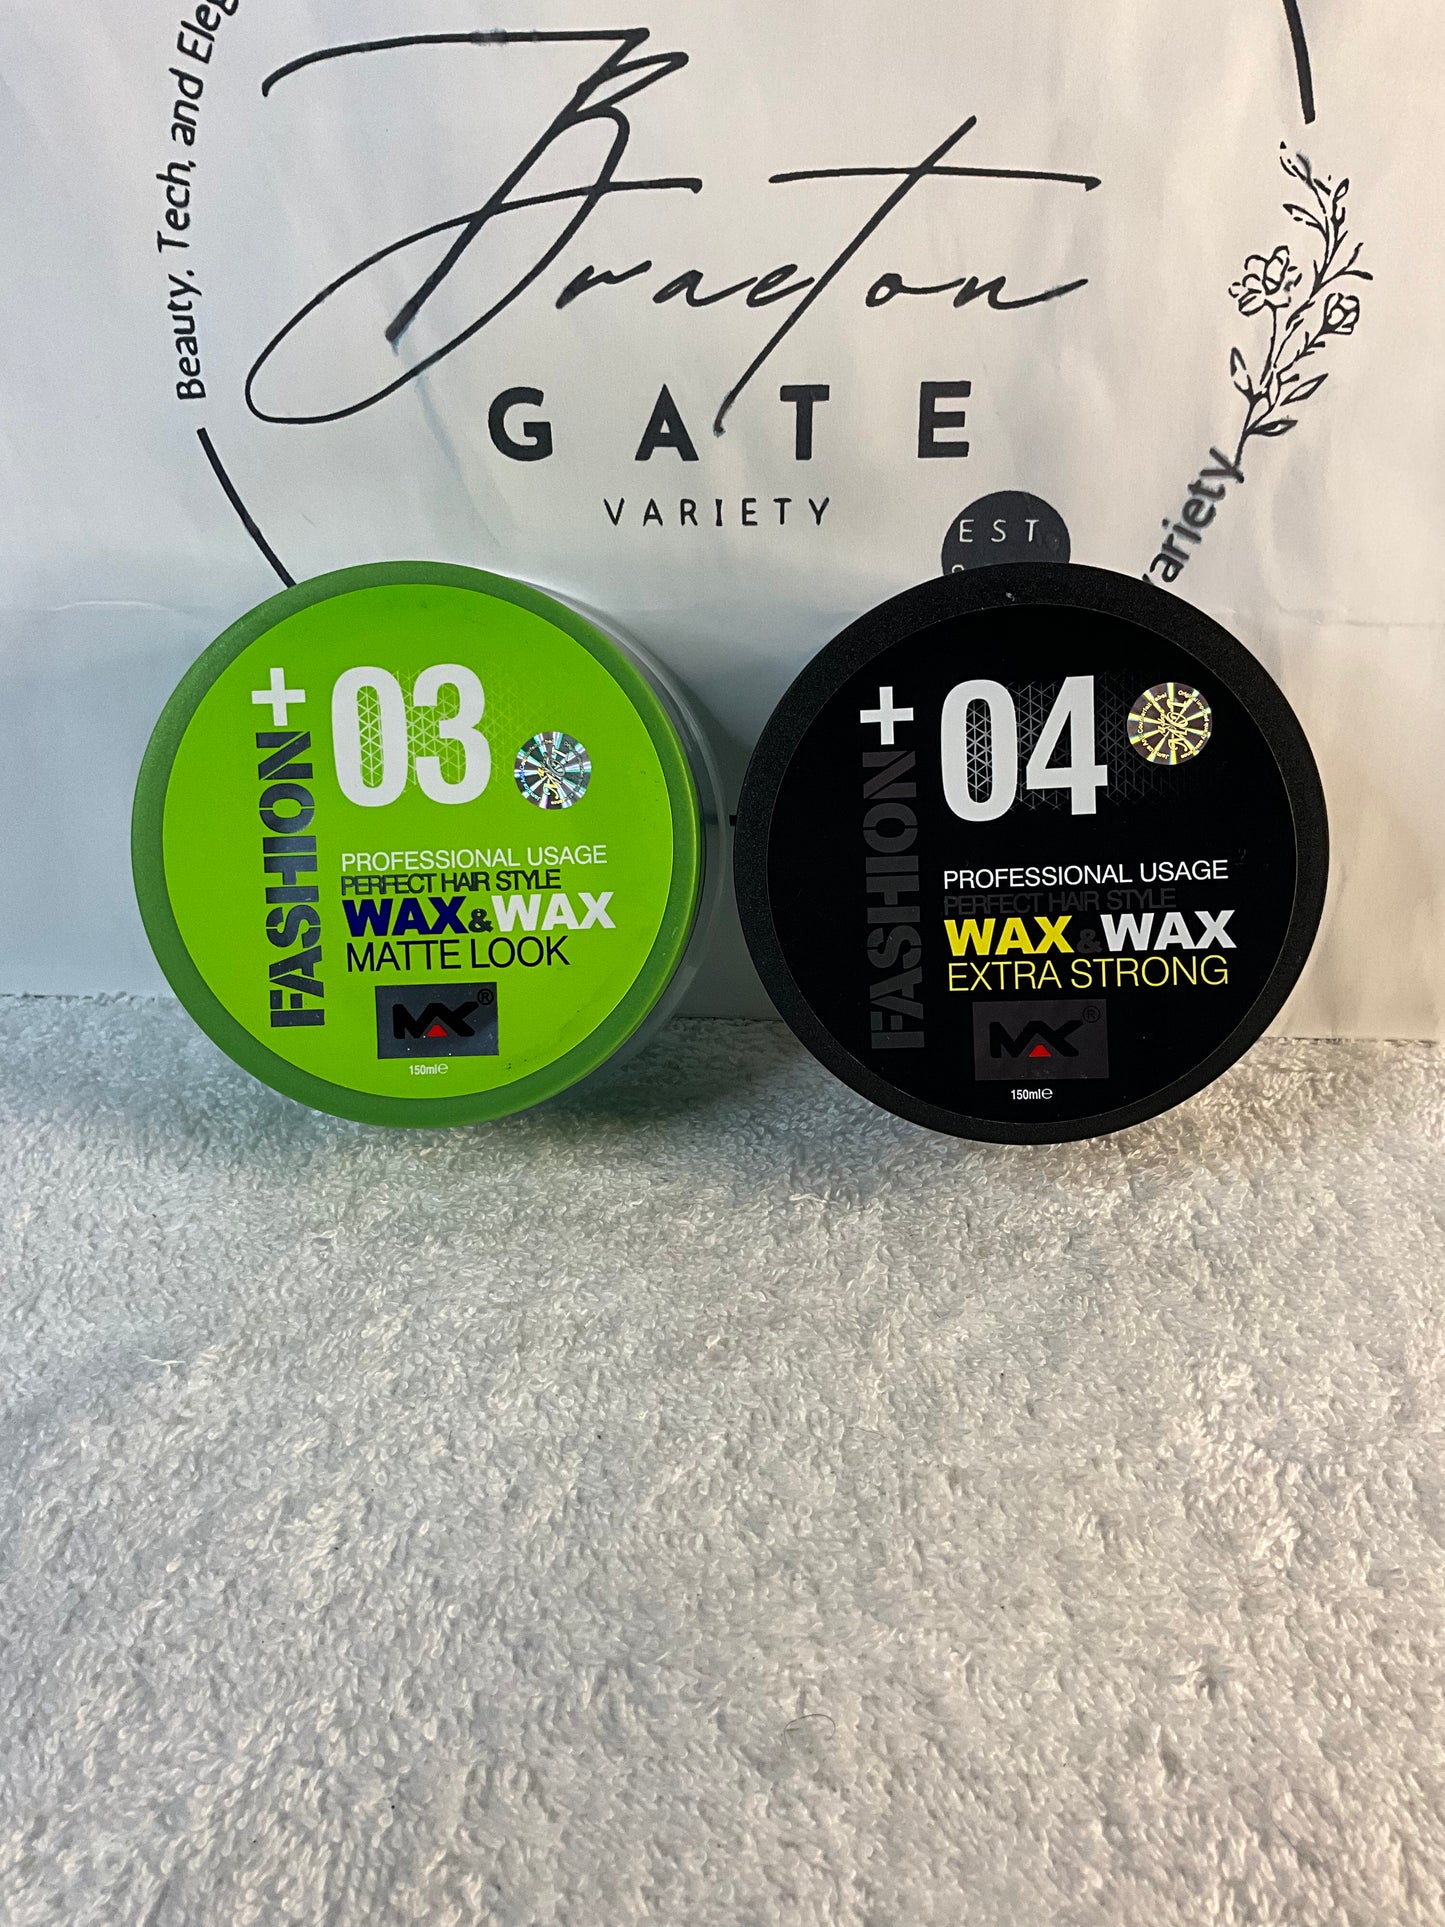 Beauty, Tech, and Eleg
Braeton
GATE
VARIETY
EST
variety
FASHION+
03
PROFESSIONAL USAGE
PERFECT HAIR STYLE
WAX&WAX
MATTE LOOK
MX®
150ml℮
FASHION+
04
PROFESSIONAL USAGE
PERFECT HAIR STYLE
WAX&WAX
EXTRA STRONG
MX®
150ml℮